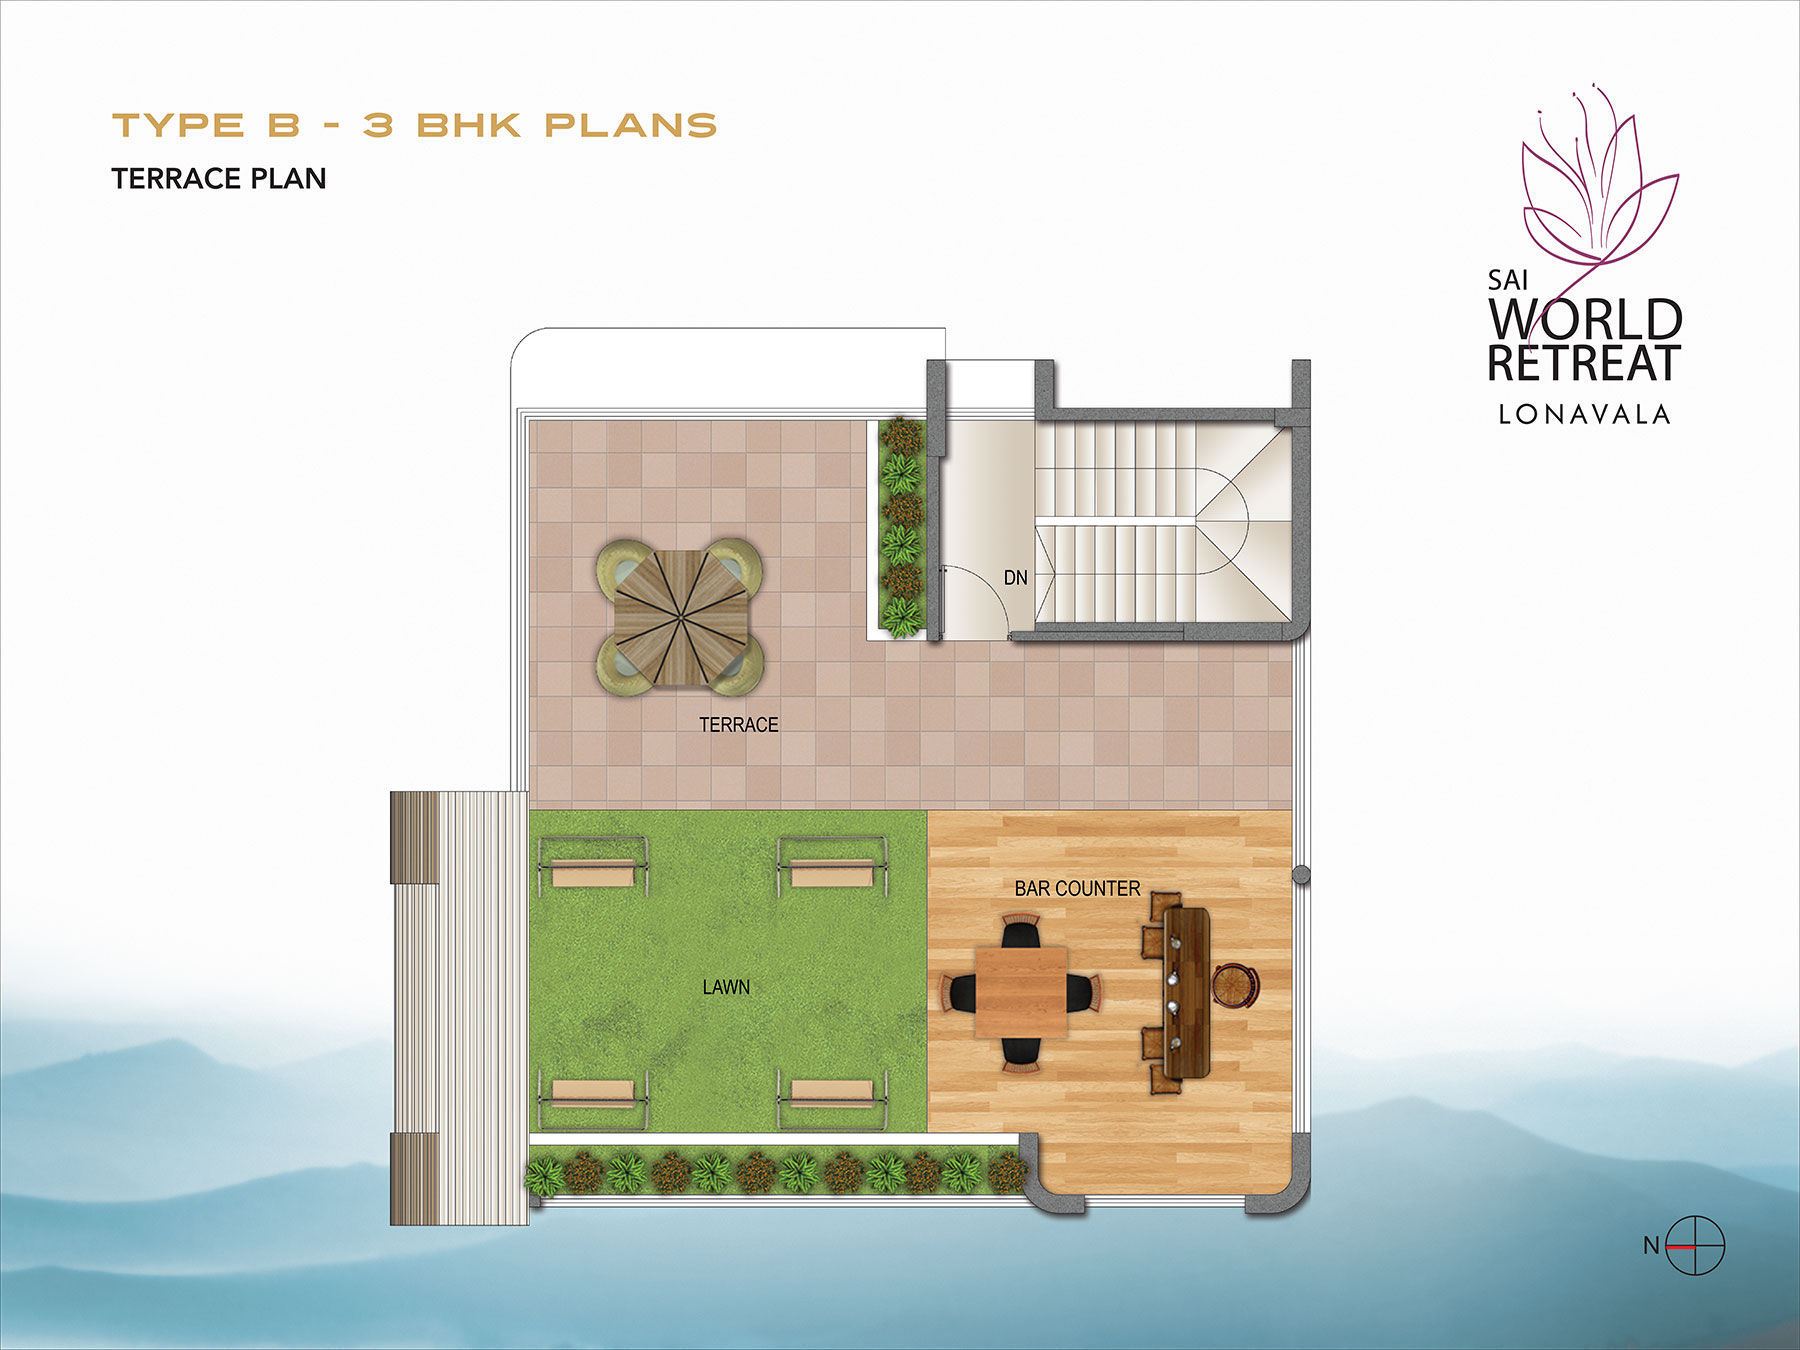 TYPE B - 3 BHK PLANS
TERRACE PLAN
SAI
WORLD
RETREAT
LONAVALA
DN
TERRACE
BAR COUNTER
LAWN
N